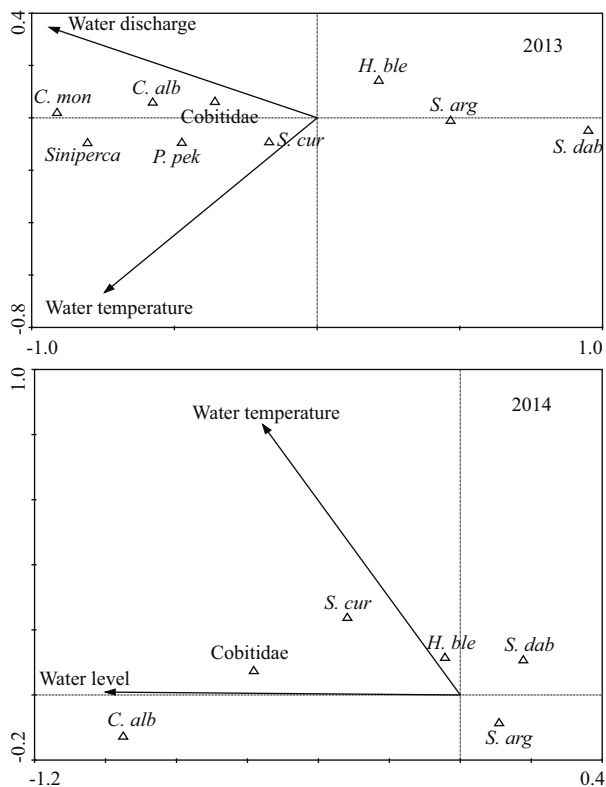 0.4
Water discharge
2013
H. ble
C. alb
C. mon
S. arg
Cobitidae
S. cur
S. dab
Siniperca
P. pek
Water temperature
-0.8
-1.0
1.0
1.0
2014
Water temperature
S. cur
H. ble
S. dab
Cobitidae
Water level
C. alb
S. arg
-0.2
-1.2
0.4